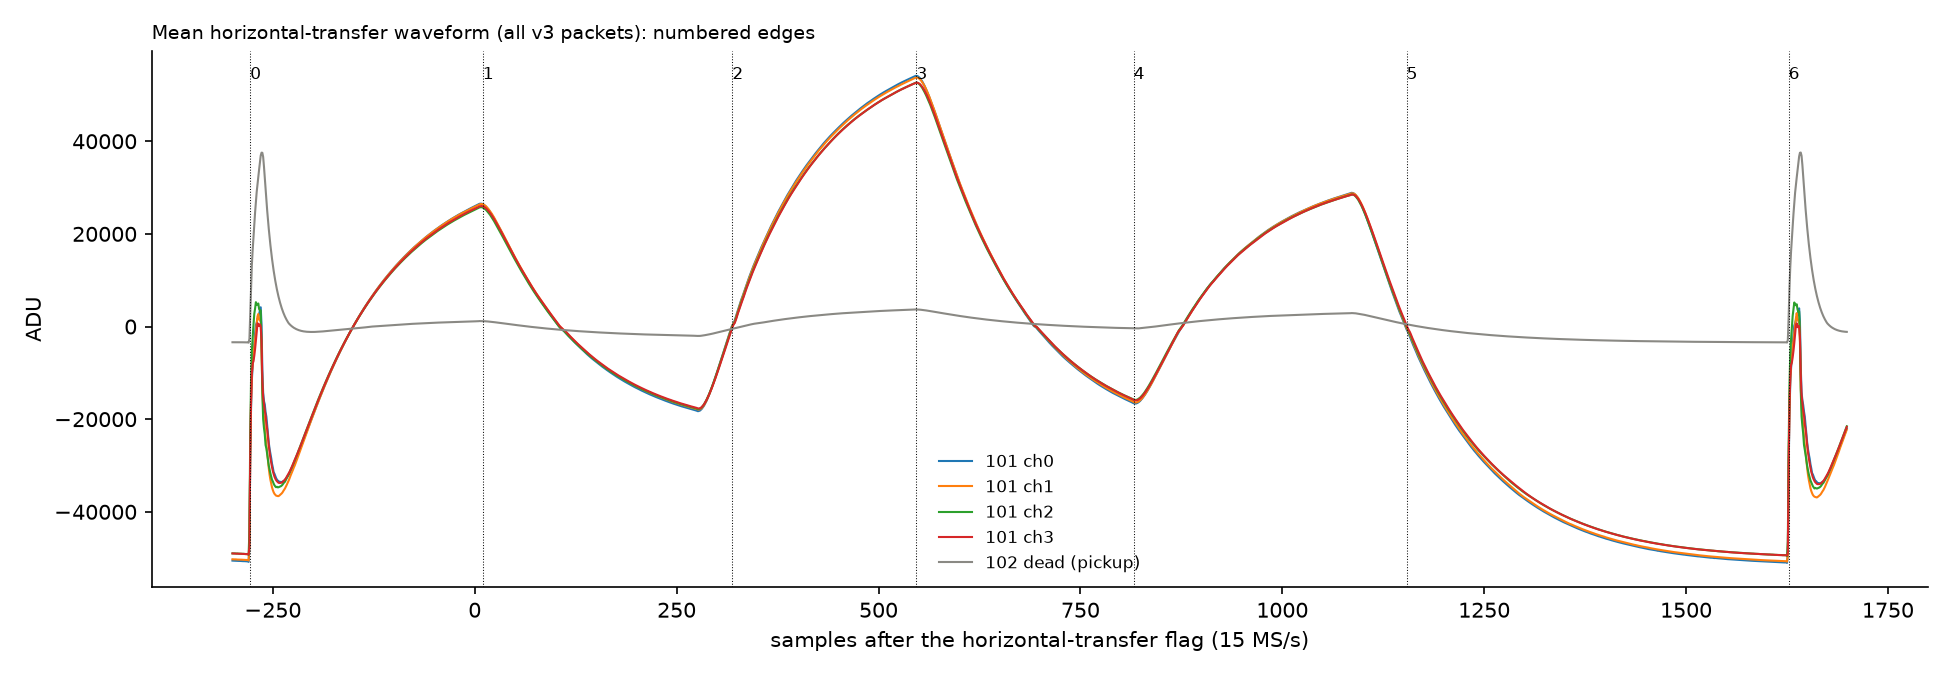 Mean horizontal-transfer waveform (all v3 packets): numbered edges
0 1 2 3 4 5 6
40000
20000
0
−20000
−40000
ADU
101 ch0
101 ch1
101 ch2
101 ch3
102 dead (pickup)
−250 0 250 500 750 1000 1250 1500 1750
samples after the horizontal-transfer flag (15 MS/s)